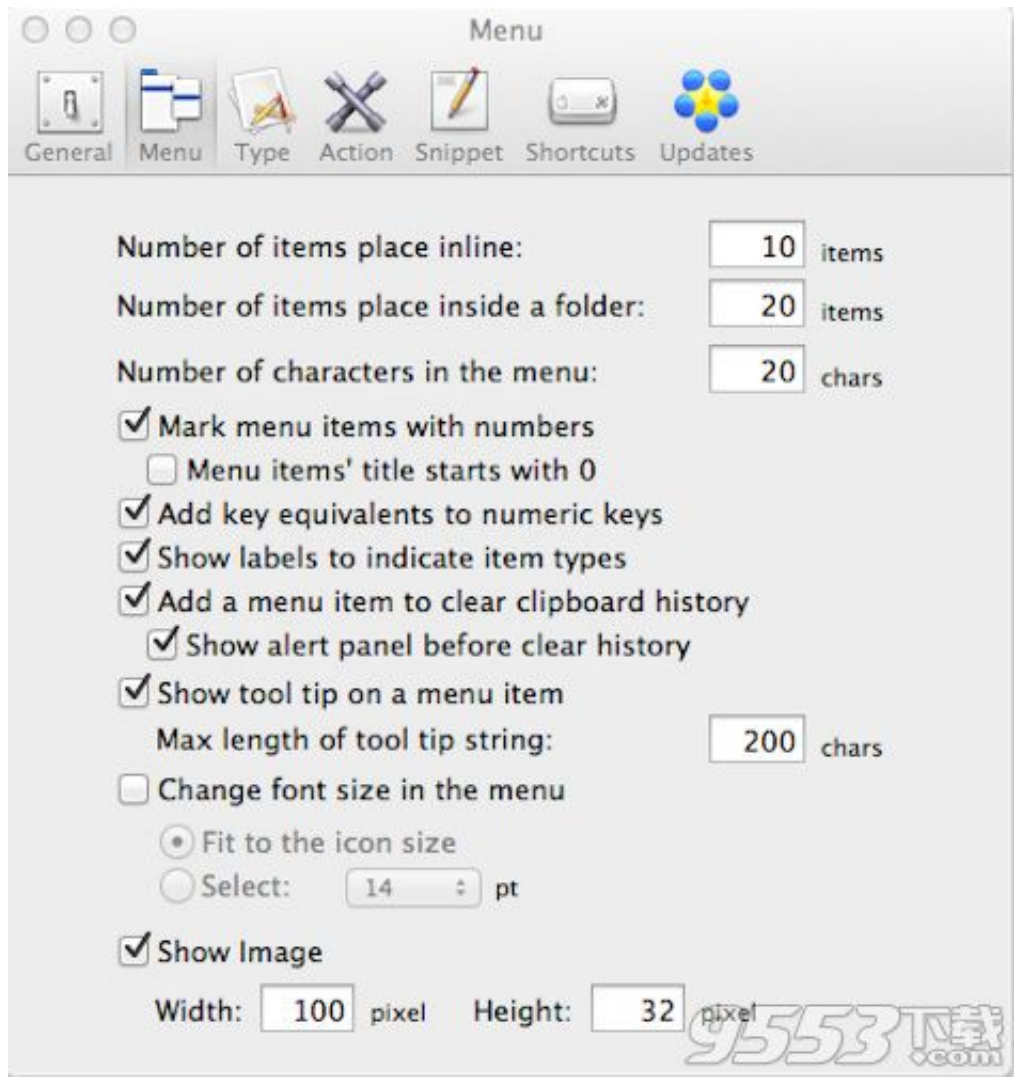 Menu
General Menu Type Action Snippet Shortcuts Updates
Number of items place inline: 10 items
Number of items place inside a folder: 20 items
Number of characters in the menu: 20 chars
Mark menu items with numbers
Menu items' title starts with 0
Add key equivalents to numeric keys
Show labels to indicate item types
Add a menu item to clear clipboard history
Show alert panel before clear history
Show tool tip on a menu item
Max length of tool tip string: 200 chars
Change font size in the menu
Fit to the icon size
Select: 14 pt
Show Image
Width: 100 pixel Height: 32 pixel
9553下载
.com